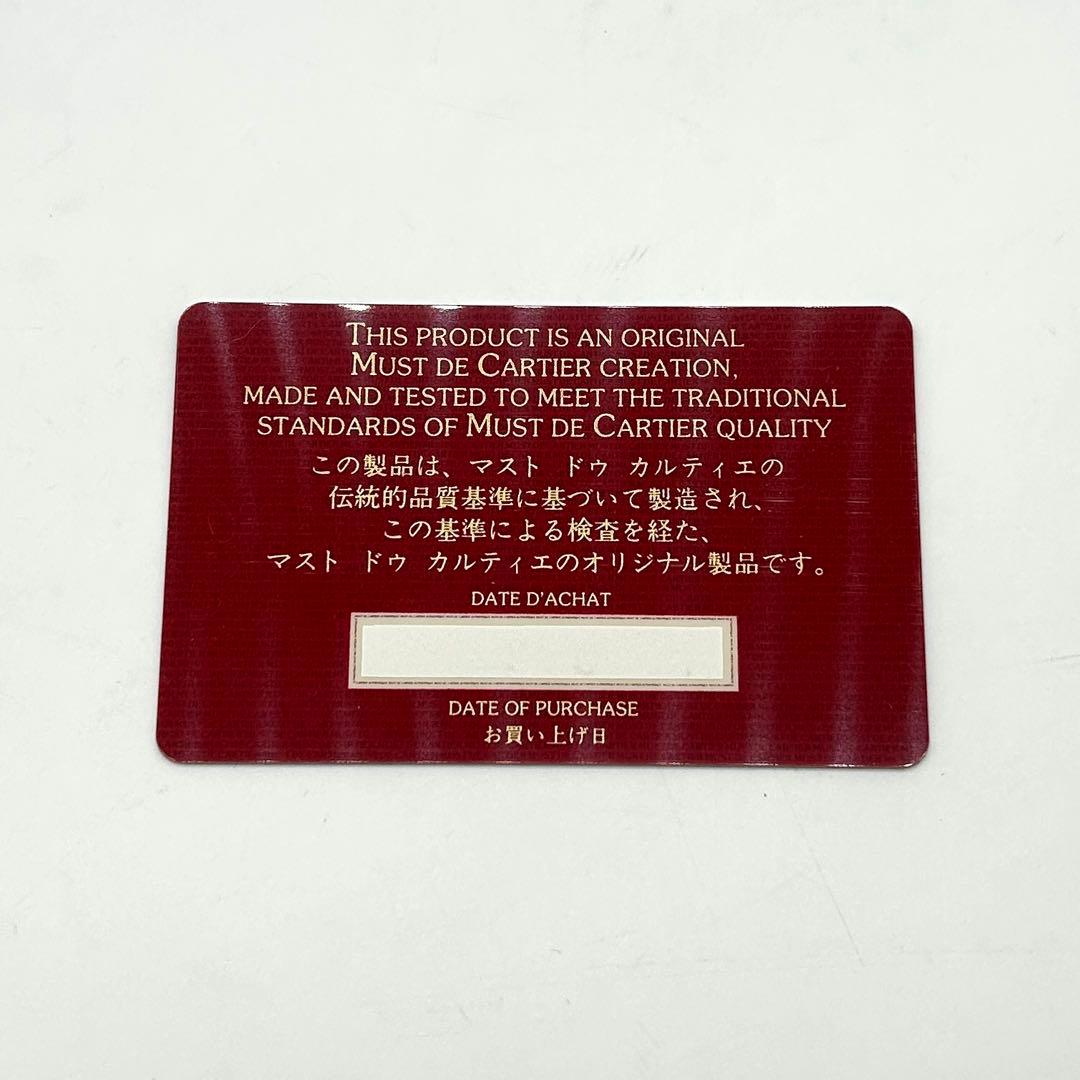 THIS PRODUCT IS AN ORIGINAL
MUST DE CARTIER CREATION,
MADE AND TESTED TO MEET THE TRADITIONAL
STANDARDS OF MUST DE CARTIER QUALITY
この製品は、マスト ドゥ カルティエの
伝統的品質基準に基づいて製造され、
この基準による検査を経た、
マスト ドゥ カルティエのオリジナル製品です。
DATE D'ACHAT
DATE OF PURCHASE
お買い上げ日